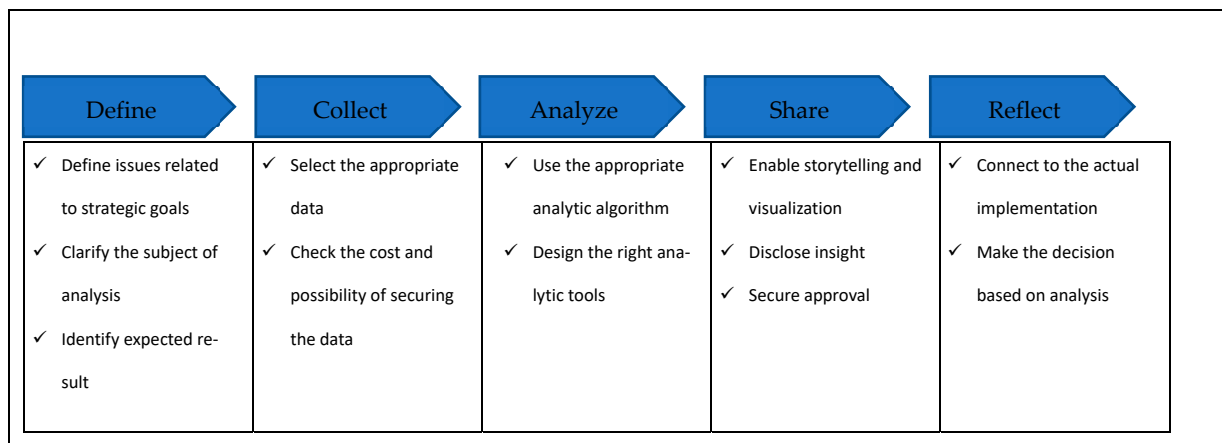 Define
Collect
Analyze
Share
Reflect
✓ Define issues related
to strategic goals
✓ Clarify the subject of
analysis
✓ Identify expected re-
sult
✓ Select the appropriate
data
✓ Check the cost and
possibility of securing
the data
✓ Use the appropriate
analytic algorithm
✓ Design the right ana-
lytic tools
✓ Enable storytelling and
visualization
✓ Disclose insight
✓ Secure approval
✓ Connect to the actual
implementation
✓ Make the decision
based on analysis